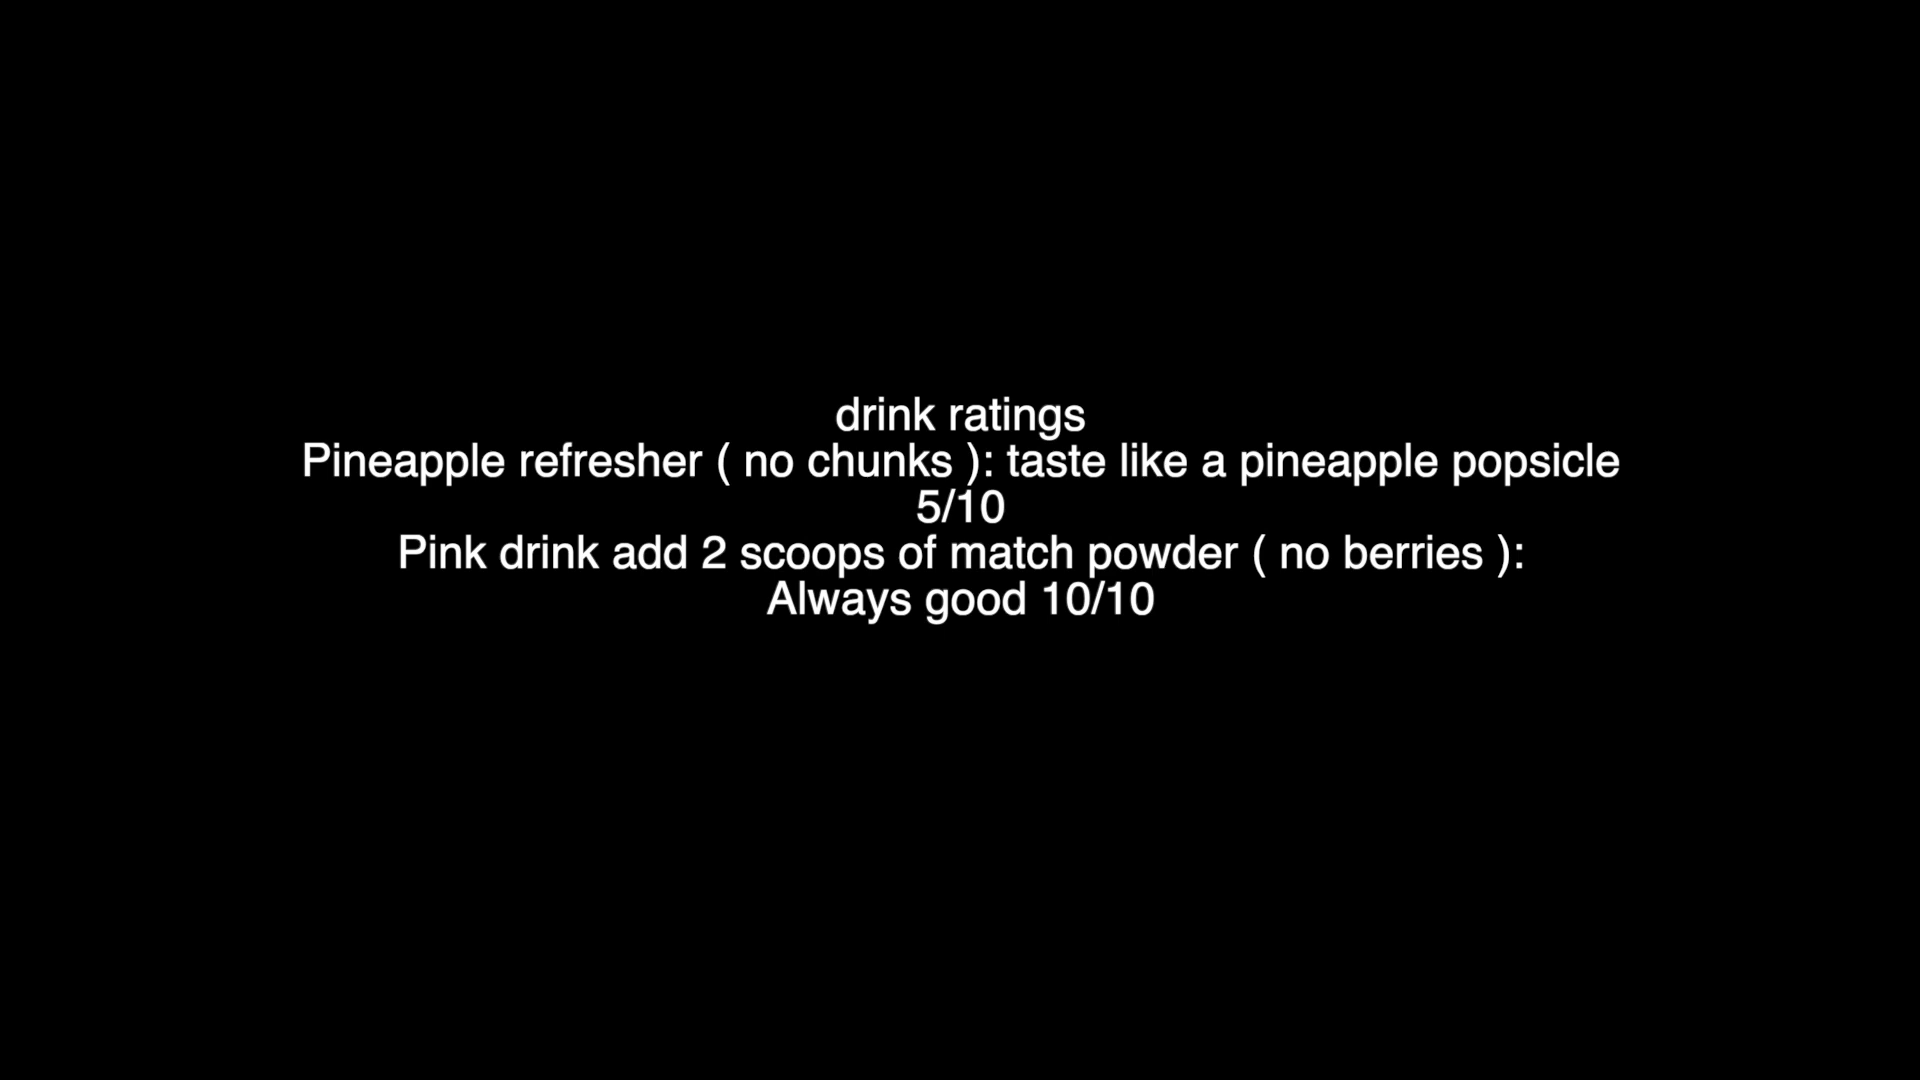 drink ratings
Pineapple refresher ( no chunks ): taste like a pineapple popsicle
5/10
Pink drink add 2 scoops of match powder ( no berries ):
Always good 10/10